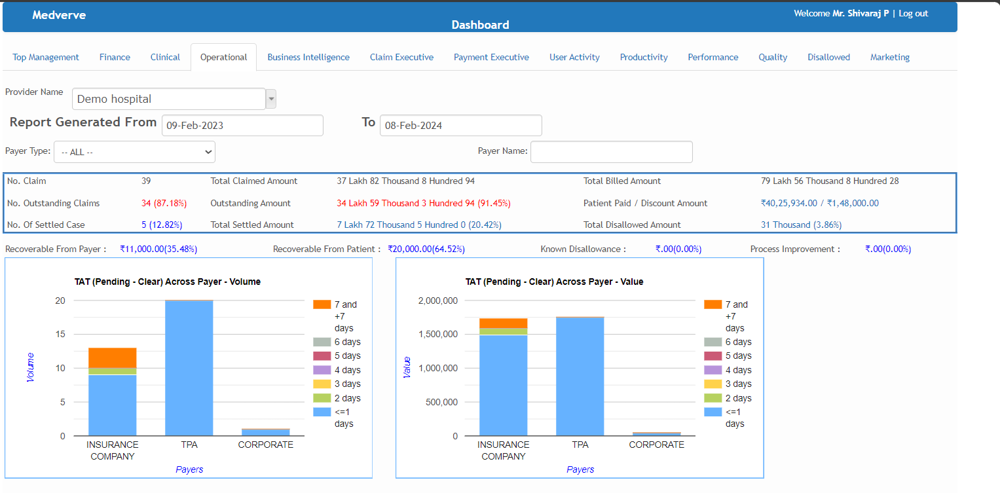 Medverve
Welcome Mr. Shivaraj P | Log out
Dashboard
Top Management Finance Clinical Operational Business Intelligence Claim Executive Payment Executive User Activity Productivity Performance Quality Disallowed Marketing
Provider Name Demo hospital
Report Generated From 09-Feb-2023 To 08-Feb-2024
Payer Type: -- ALL -- Payer Name:
No. Claim 39 Total Claimed Amount 37 Lakh 82 Thousand 8 Hundred 94 Total Billed Amount 79 Lakh 56 Thousand 8 Hundred 28
No. Outstanding Claims 34 (87.18%) Outstanding Amount 34 Lakh 59 Thousand 3 Hundred 94 (91.45%) Patient Paid / Discount Amount ₹40,25,934.00 / ₹1,48,000.00
No. Of Settled Case 5 (12.82%) Total Settled Amount 7 Lakh 72 Thousand 5 Hundred 0 (20.42%) Total Disallowed Amount 31 Thousand (3.86%)
Recoverable From Payer : ₹11,000.00(35.48%) Recoverable From Patient : ₹20,000.00(64.52%) Known Disallowance : ₹.00(0.00%) Process Improvement : ₹.00(0.00%)
TAT (Pending - Clear) Across Payer - Volume
20
15
10
5
0
Volume
INSURANCE COMPANY TPA CORPORATE
Payers
7 and +7 days
6 days
5 days
4 days
3 days
2 days
<=1 days
TAT (Pending - Clear) Across Payer - Value
2,000,000
1,500,000
1,000,000
500,000
0
Value
INSURANCE COMPANY TPA CORPORATE
Payers
7 and +7 days
6 days
5 days
4 days
3 days
2 days
<=1 days